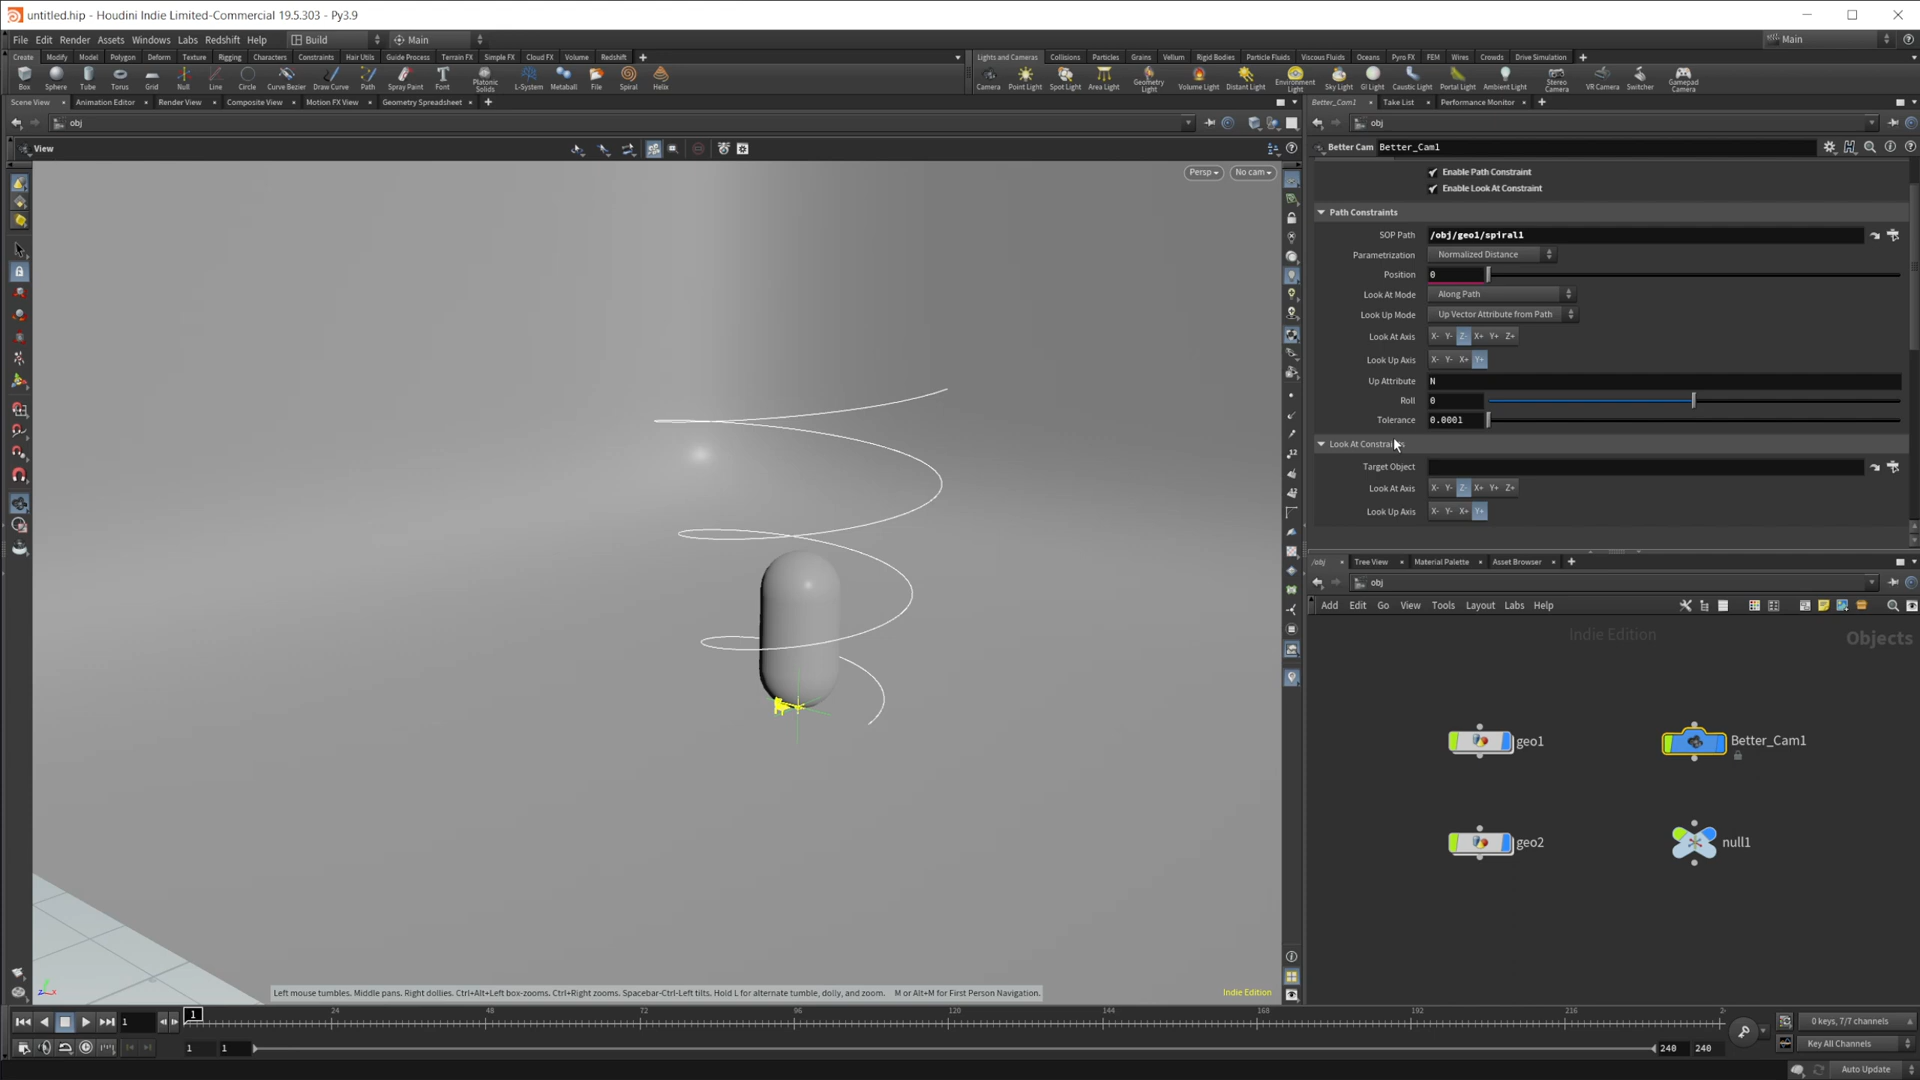 untitled.hip - Houdini Indie Limited-Commercial 19.5.303 - Py3.9
File Edit Render Assets Windows Labs Redshift Help Build Main Main
Create Modify Model Polygon Deform Texture Rigging Characters Constraints Hair Utils Guide Process Terrain FX Simple FX Cloud FX Volume Redshift
Lights and Cameras Collisions Particles Grains Vellum Rigid Bodies Particle Fluids Viscous Fluids Oceans Pyro FX FEM Wires Crowds Drive Simulation
Box Sphere Tube Torus Grid Null Line Circle Curve Bezier Draw Curve Path Spray Paint Font Platonic Solids L-System Metaball File Spiral Helix
Camera Point Light Spot Light Area Light Geometry Light Volume Light Distant Light Environment Light Sky Light GI Light Caustic Light Portal Light Ambient Light Stereo Camera VR Camera Switcher Gamepad Camera
Scene View Animation Editor Render View Composite View Motion FX View Geometry Spreadsheet
Better_Cam1 Take List Performance Monitor
obj
obj
View
Better Cam Better_Cam1
Persp No cam
Enable Path Constraint
Enable Look At Constraint
Path Constraints
SOP Path /obj/geo1/spiral1
Parametrization Normalized Distance
Position 0
Look At Mode Along Path
Look Up Mode Up Vector Attribute from Path
Look At Axis X- Y- Z- X+ Y+ Z+
Look Up Axis X- Y- X+ Y+
Up Attribute N
Roll 0
Tolerance 0.0001
Look At Constraints
Target Object
Look At Axis X- Y- Z- X+ Y+ Z+
Look Up Axis X- Y- X+ Y+
/obj Tree View Material Palette Asset Browser
obj
Add Edit Go View Tools Layout Labs Help
Indie Edition Objects
geo1 Better_Cam1
geo2 null1
Left mouse tumbles. Middle pans. Right dollies. Ctrl+Alt+Left box-zooms. Ctrl+Right zooms. Spacebar-Ctrl-Left tilts. Hold L for alternate tumble, dolly, and zoom. M or Alt+M for First Person Navigation.
Indie Edition
1 1 24 48 72 96 120 144 168 192 216 2
0 keys, 7/7 channels
1 1 240 240
Key All Channels
Auto Update